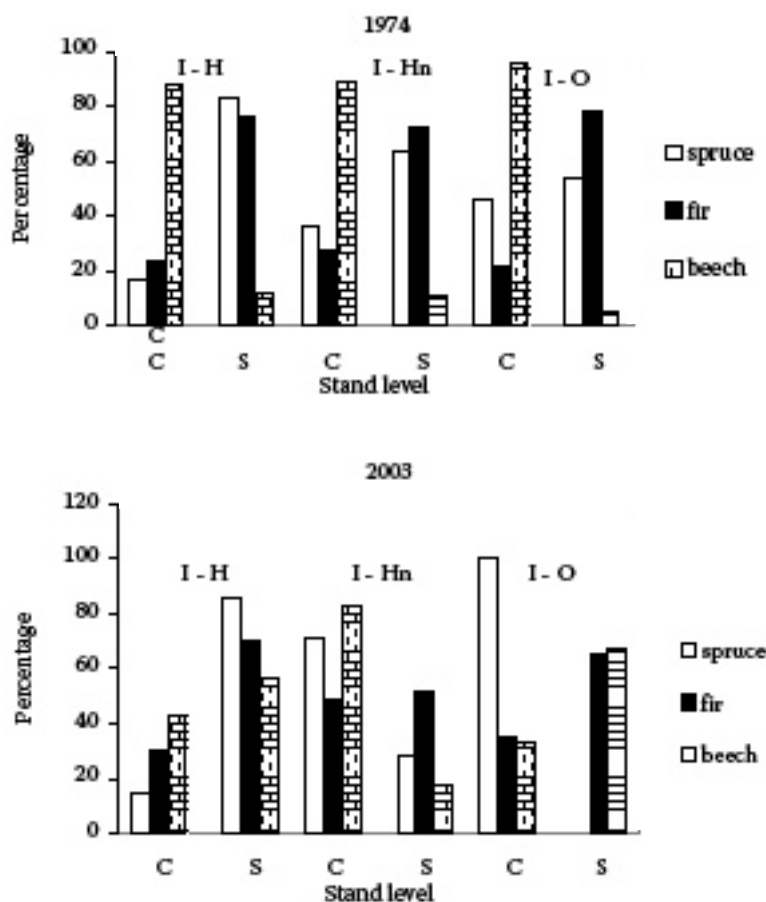 1974
100
I - H
I - Hn
I - O
80
60
40
20
0
Percentage
spruce
fir
beech
C
C
S
C
S
C
S
Stand level
2003
120
100
I - H
I - Hn
I - O
80
60
40
20
0
Percentage
spruce
fir
beech
C
S
C
S
C
S
Stand level